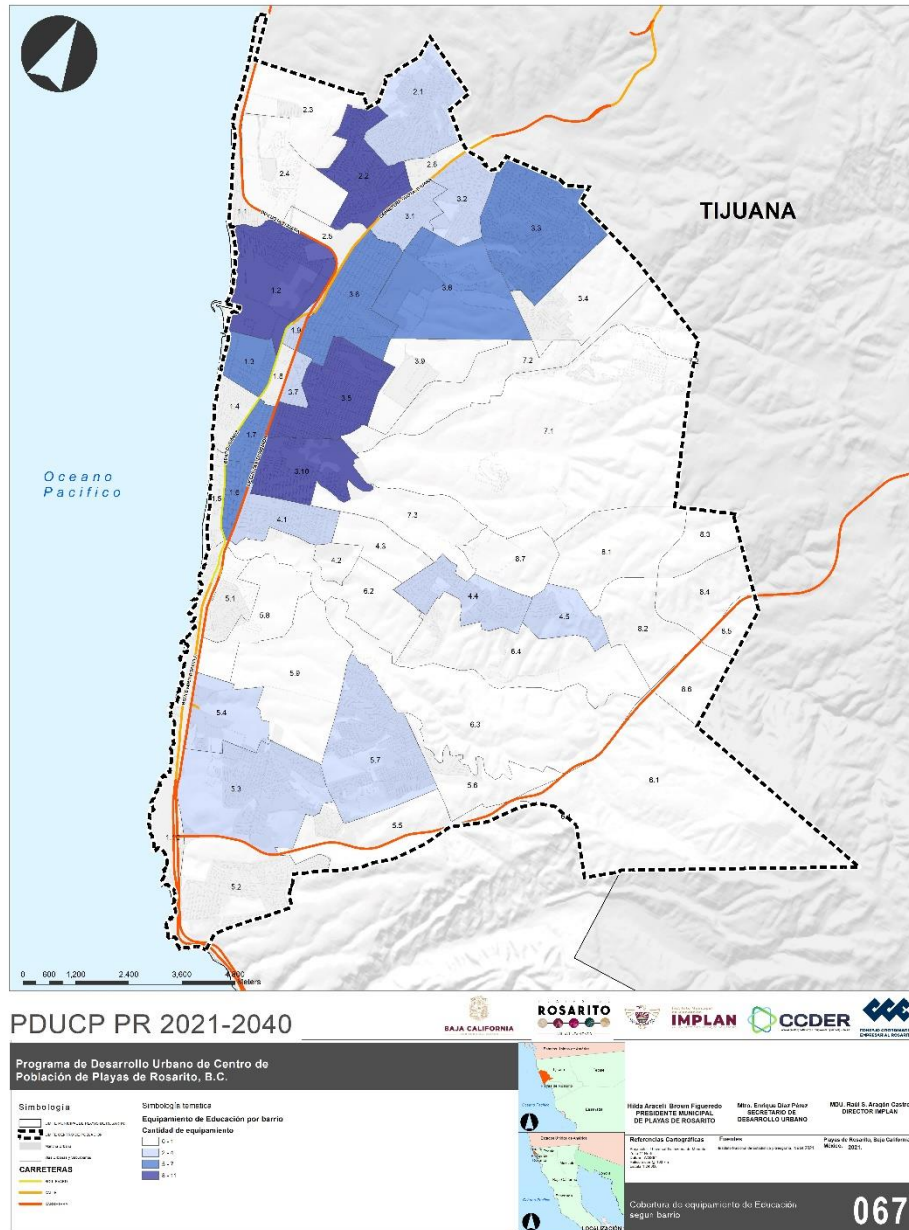 TIJUANA
Oceano
Pacifico
2.1
2.3
2.2
2.4
2.6
3.2
3.1
3.3
1.1
2.5
1.2
3.6
3.8
3.4
1.9
1.3
1.8
3.9
7.2
3.7
3.5
1.4
1.7
7.1
3.10
1.6
1.5
4.1
7.3
8.3
4.3
8.7
8.1
4.2
6.2
4.4
4.5
8.4
5.1
5.8
8.2
8.5
6.4
5.9
8.6
5.4
6.3
5.7
5.3
5.6
6.1
5.5
5.2
0 600 1,200 2,400 3,600 4,800
Meters
PDUCP PR 2021-2040
BAJA CALIFORNIA
ROSARITO
IMPLAN
CCDER
Programa de Desarrollo Urbano de Centro de
Población de Playas de Rosarito, B.C.
Simbología
CARRETERAS
Simbología temática
Equipamiento de Educación por barrio
Cantidad de equipamiento
0 - 1
8 - 11
Hilda Araceli Brown Figueredo
PRESIDENTE MUNICIPAL
DE PLAYAS DE ROSARITO
Mtro. Enrique Díaz Pérez
SECRETARIO DE
DESARROLLO URBANO
MDU. Raúl S. Aragón Castro
DIRECTOR IMPLAN
Referencias Cartográficas
Fuentes
Playas de Rosarito, Baja California
México. 2021.
LOCALIZACIÓN
Cobertura de equipamiento de Educación
segun barrio
067